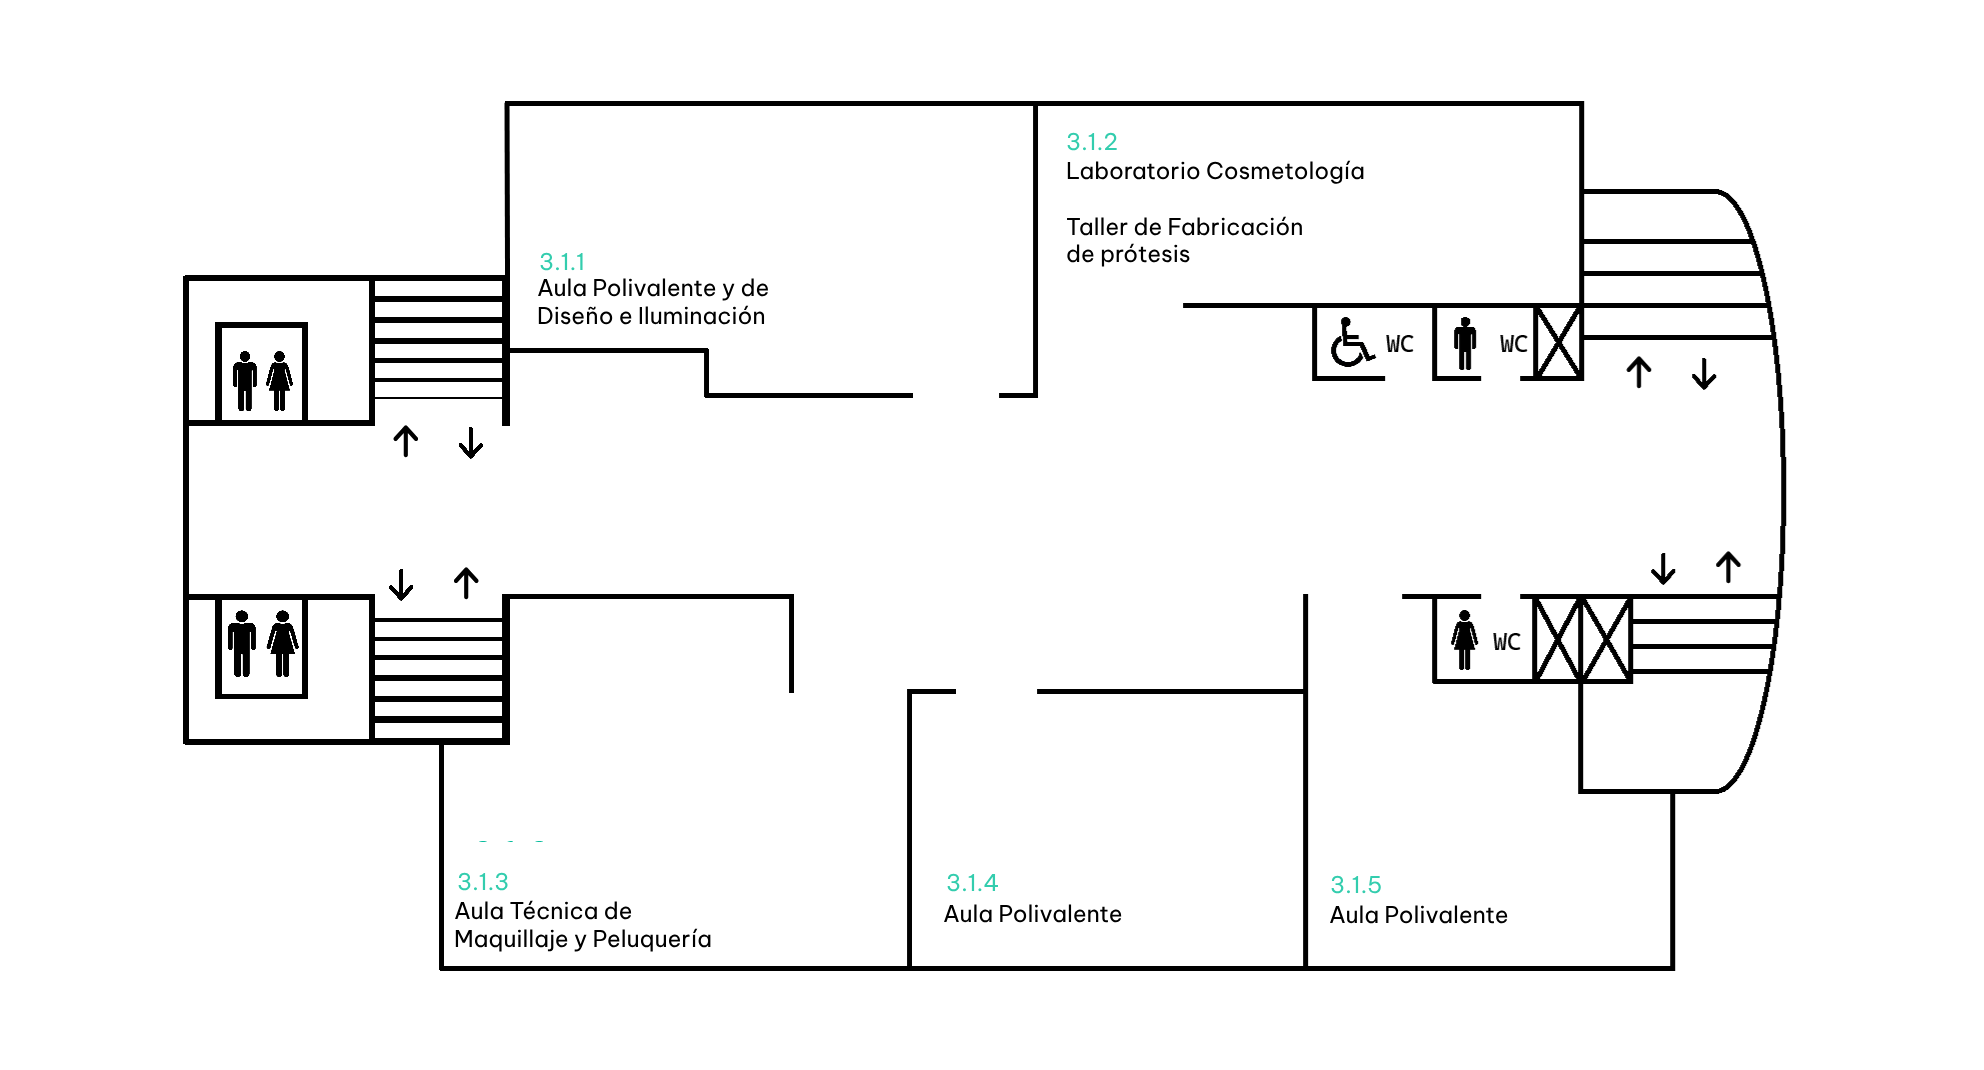 3.1.1
Aula Polivalente y de
Diseño e Iluminación
3.1.2
Laboratorio Cosmetología
Taller de Fabricación
de prótesis
WC
WC
WC
3.1.3
Aula Técnica de
Maquillaje y Peluquería
3.1.4
Aula Polivalente
3.1.5
Aula Polivalente